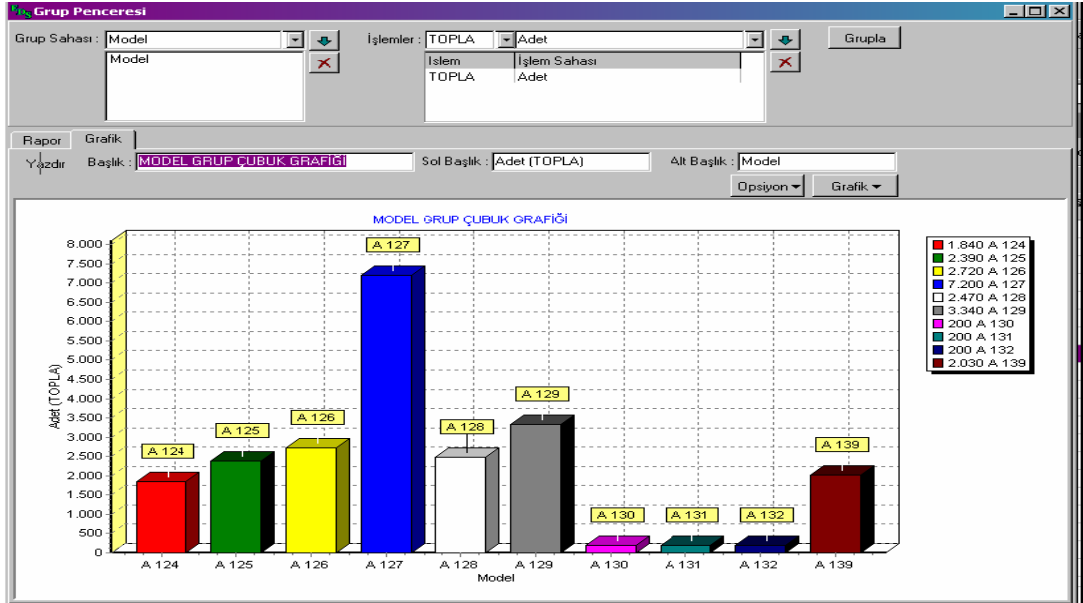 Grup Penceresi
Grup Sahası : Model
İşlemler : TOPLA Adet
Grupla
Model
Islem İşlem Sahası
TOPLA Adet
Rapor Grafik
Yazdır Başlık : MODEL GRUP ÇUBUK GRAFİĞİ Sol Başlık : Adet (TOPLA) Alt Başlık : Model
Opsiyon Grafik
MODEL GRUP ÇUBUK GRAFİĞİ
Adet (TOPLA)
8.000
7.500
7.000
6.500
6.000
5.500
5.000
4.500
4.000
3.500
3.000
2.500
2.000
1.500
1.000
500
0
A 124
A 125
A 126
A 127
A 128
A 129
A 130
A 131
A 132
A 139
A 124 A 125 A 126 A 127 A 128 A 129 A 130 A 131 A 132 A 139
Model
1.840 A 124
2.390 A 125
2.720 A 126
7.200 A 127
2.470 A 128
3.340 A 129
200 A 130
200 A 131
200 A 132
2.030 A 139